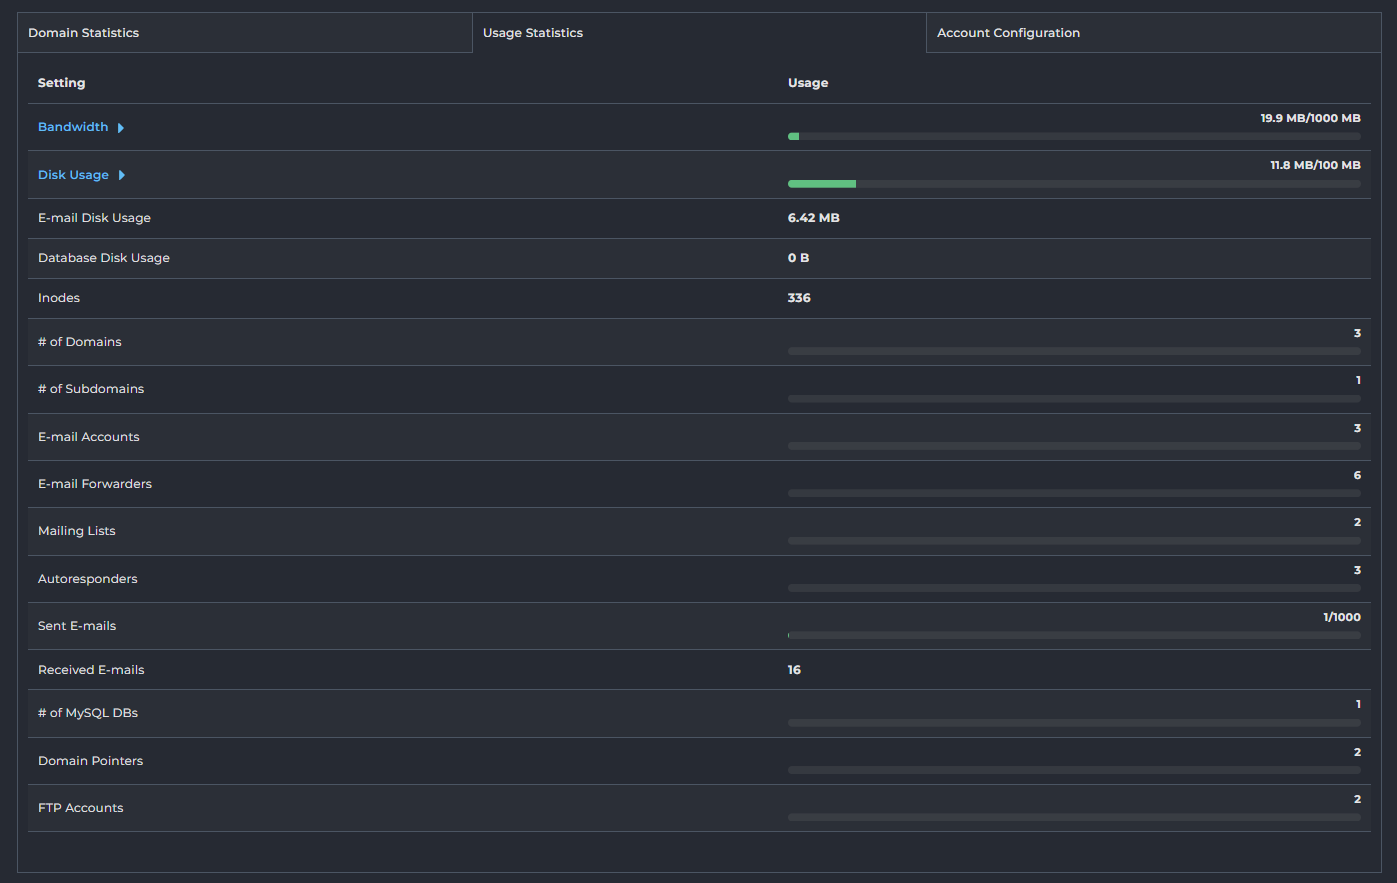 Domain Statistics
Usage Statistics
Account Configuration
Setting Usage
Bandwidth 19.9 MB/1000 MB
Disk Usage 11.8 MB/100 MB
E-mail Disk Usage 6.42 MB
Database Disk Usage 0 B
Inodes 336
# of Domains 3
# of Subdomains 1
E-mail Accounts 3
E-mail Forwarders 6
Mailing Lists 2
Autoresponders 3
Sent E-mails 1/1000
Received E-mails 16
# of MySQL DBs 1
Domain Pointers 2
FTP Accounts 2